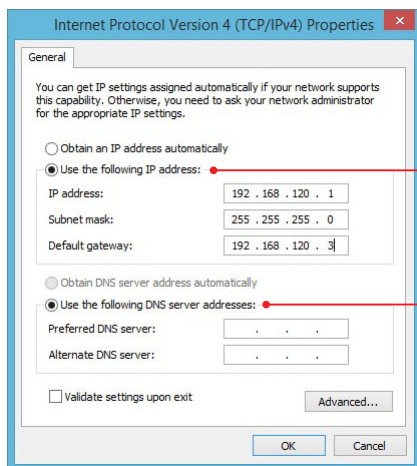 Internet Protocol Version 4 (TCP/IPv4) Properties
General
You can get IP settings assigned automatically if your network supports
this capability. Otherwise, you need to ask your network administrator
for the appropriate IP settings.
Obtain an IP address automatically
Use the following IP address:
IP address: 192 . 168 . 120 . 1
Subnet mask: 255 . 255 . 255 . 0
Default gateway: 192 . 168 . 120 . 3
Obtain DNS server address automatically
Use the following DNS server addresses:
Preferred DNS server: . . .
Alternate DNS server: . . .
Validate settings upon exit
Advanced...
OK Cancel